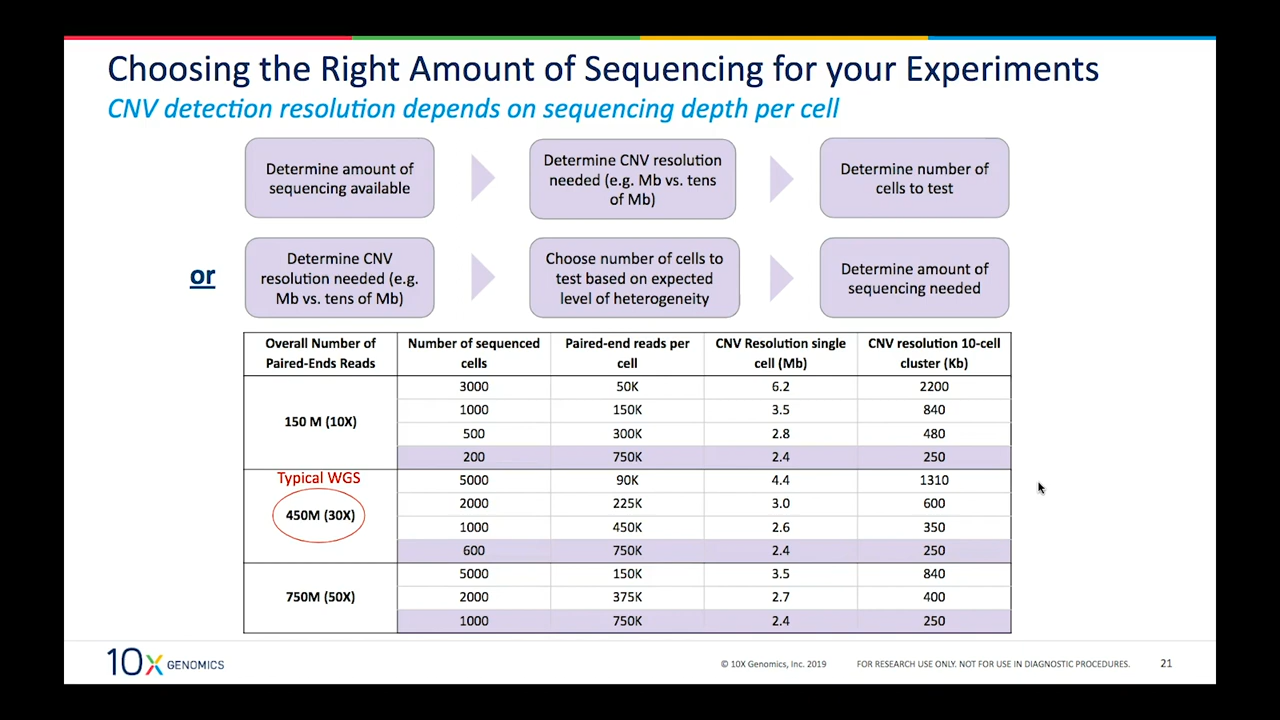 Choosing the Right Amount of Sequencing for your Experiments
CNV detection resolution depends on sequencing depth per cell
Determine amount of
sequencing available
Determine CNV resolution
needed (e.g. Mb vs. tens
of Mb)
Determine number of
cells to test
or
Determine CNV
resolution needed (e.g.
Mb vs. tens of Mb)
Choose number of cells to
test based on expected
level of heterogeneity
Determine amount of
sequencing needed
Overall Number of
Paired-Ends Reads
Number of sequenced
cells
Paired-end reads per
cell
CNV Resolution single
cell (Mb)
CNV resolution 10-cell
cluster (Kb)
150 M (10X)
3000 50K 6.2 2200
1000 150K 3.5 840
500 300K 2.8 480
200 750K 2.4 250
Typical WGS
450M (30X)
5000 90K 4.4 1310
2000 225K 3.0 600
1000 450K 2.6 350
600 750K 2.4 250
750M (50X)
5000 150K 3.5 840
2000 375K 2.7 400
1000 750K 2.4 250
10X GENOMICS
© 10X Genomics, Inc. 2019
FOR RESEARCH USE ONLY. NOT FOR USE IN DIAGNOSTIC PROCEDURES.
21